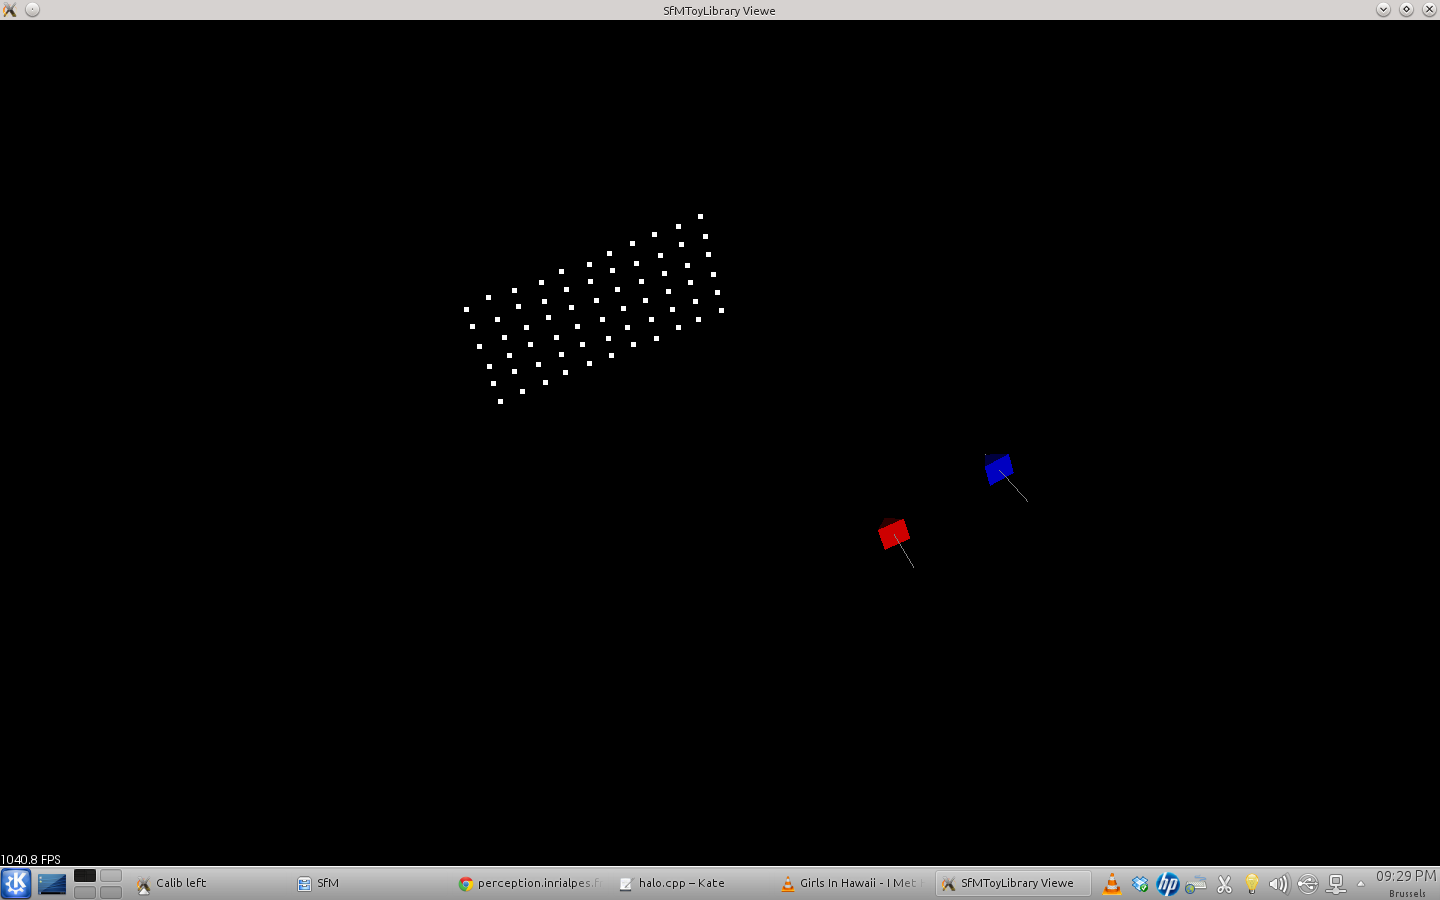 SfMToyLibrary Viewe
1040.8 FPS
Calib left
SfM
perception.inrialpes.f
halo.cpp – Kate
Girls In Hawaii - I Met
SfMToyLibrary Viewe
hp
09:29 PM
Brussels